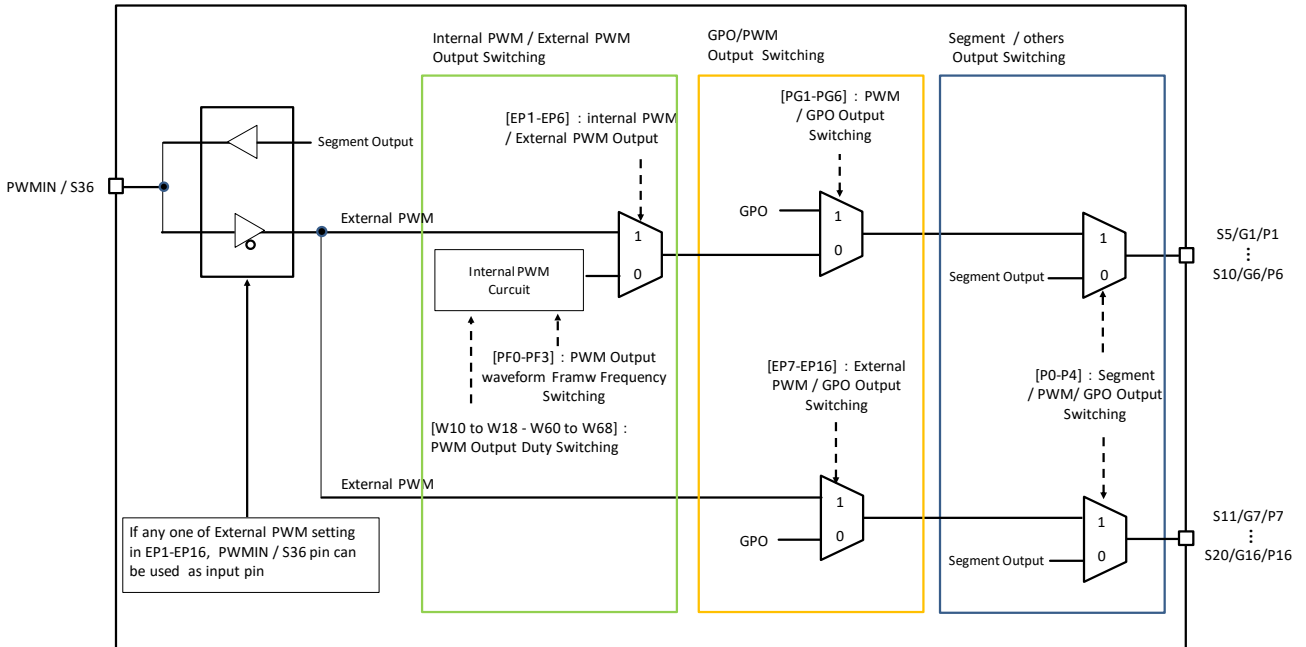 Internal PWM / External PWM
Output Switching
GPO/PWM
Output Switching
Segment / others
Output Switching
[EP1-EP6] : internal PWM
/ External PWM Output
[PG1-PG6] : PWM
/ GPO Output
Switching
Segment Output
PWMIN / S36
External PWM
1
0
GPO
1
0
1
0
Segment Output
S5/G1/P1
⋮
S10/G6/P6
Internal PWM
Curcuit
[PF0-PF3] : PWM Output
waveform Framw Frequency
Switching
[W10 to W18 - W60 to W68] :
PWM Output Duty Switching
[EP7-EP16] : External
PWM / GPO Output
Switching
[P0-P4] : Segment
/ PWM/ GPO Output
Switching
External PWM
1
0
GPO
1
0
Segment Output
S11/G7/P7
⋮
S20/G16/P16
If any one of External PWM setting
in EP1-EP16, PWMIN / S36 pin can
be used as input pin